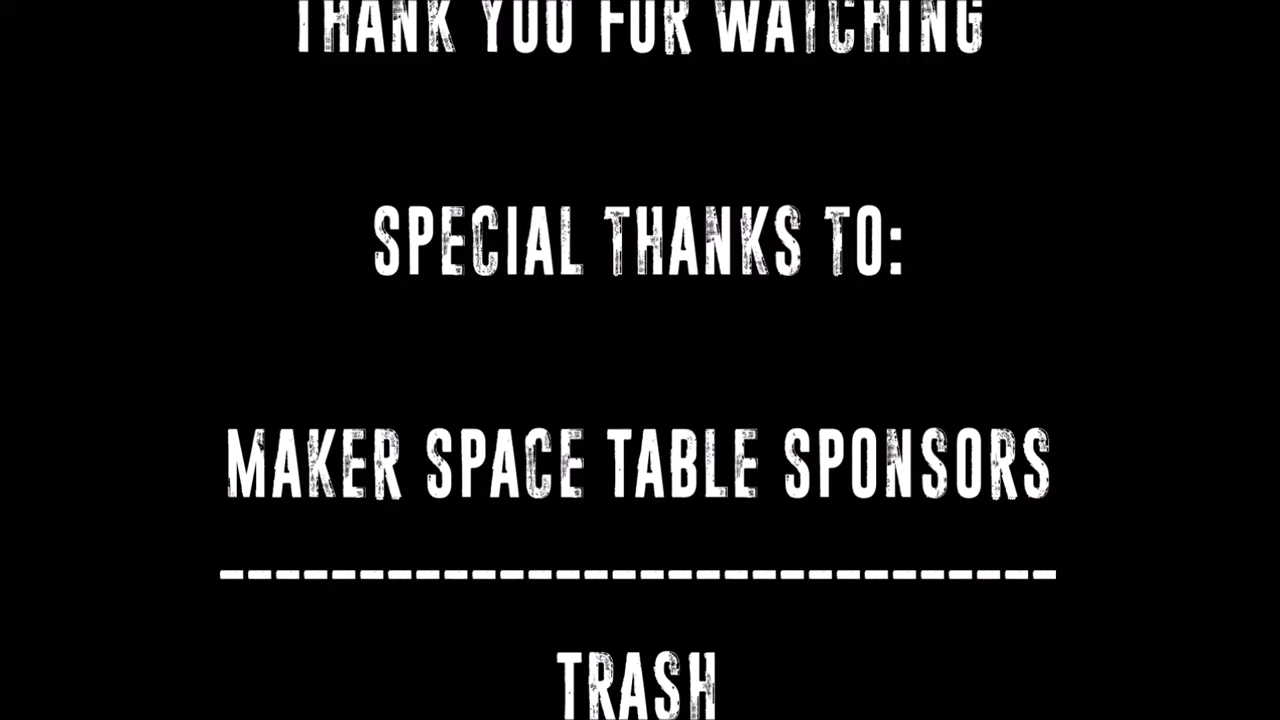 THANK YOU FOR WATCHING
SPECIAL THANKS TO:
MAKER SPACE TABLE SPONSORS
------------------------------
TRASH